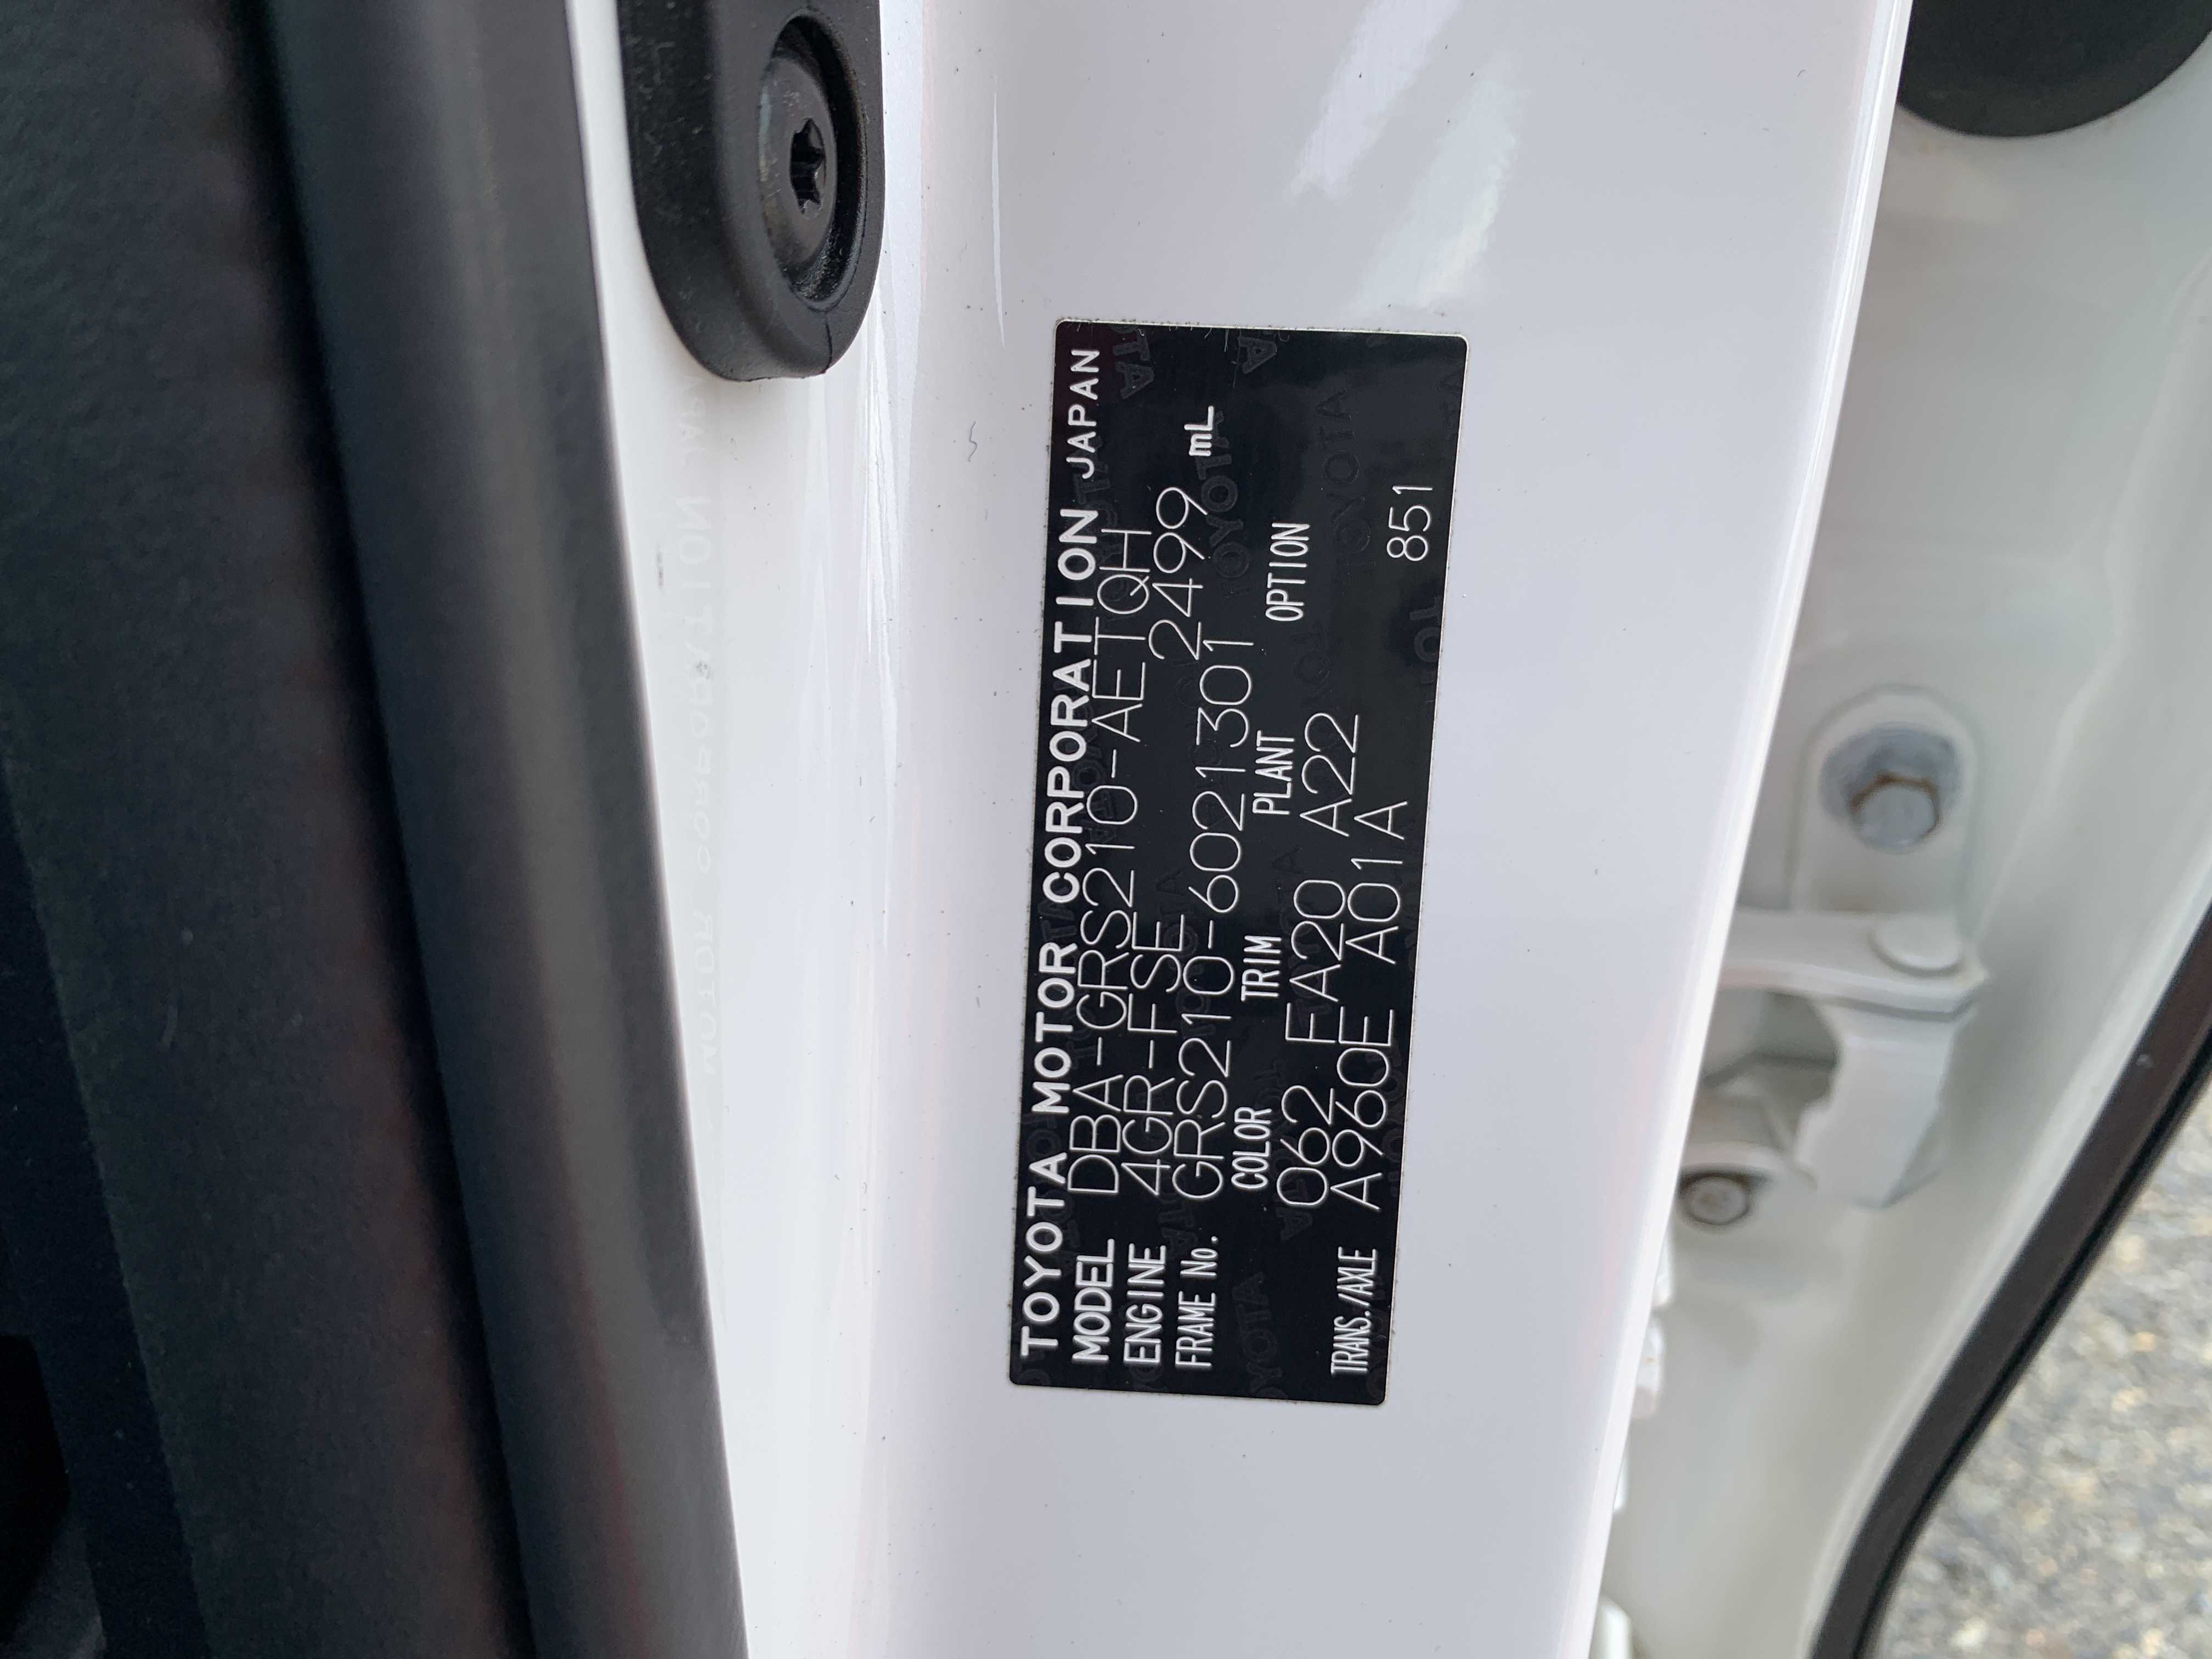 TOYOTA MOTOR CORPORATION JAPAN
MODEL DBA-GRS210-AETQH
ENGINE 4GR-FSE 2499 mL
FRAME No. GRS210-6021301
COLOR TRIM PLANT OPTION
062 FA20 A22
TRANS./AXLE A960E A01A 851